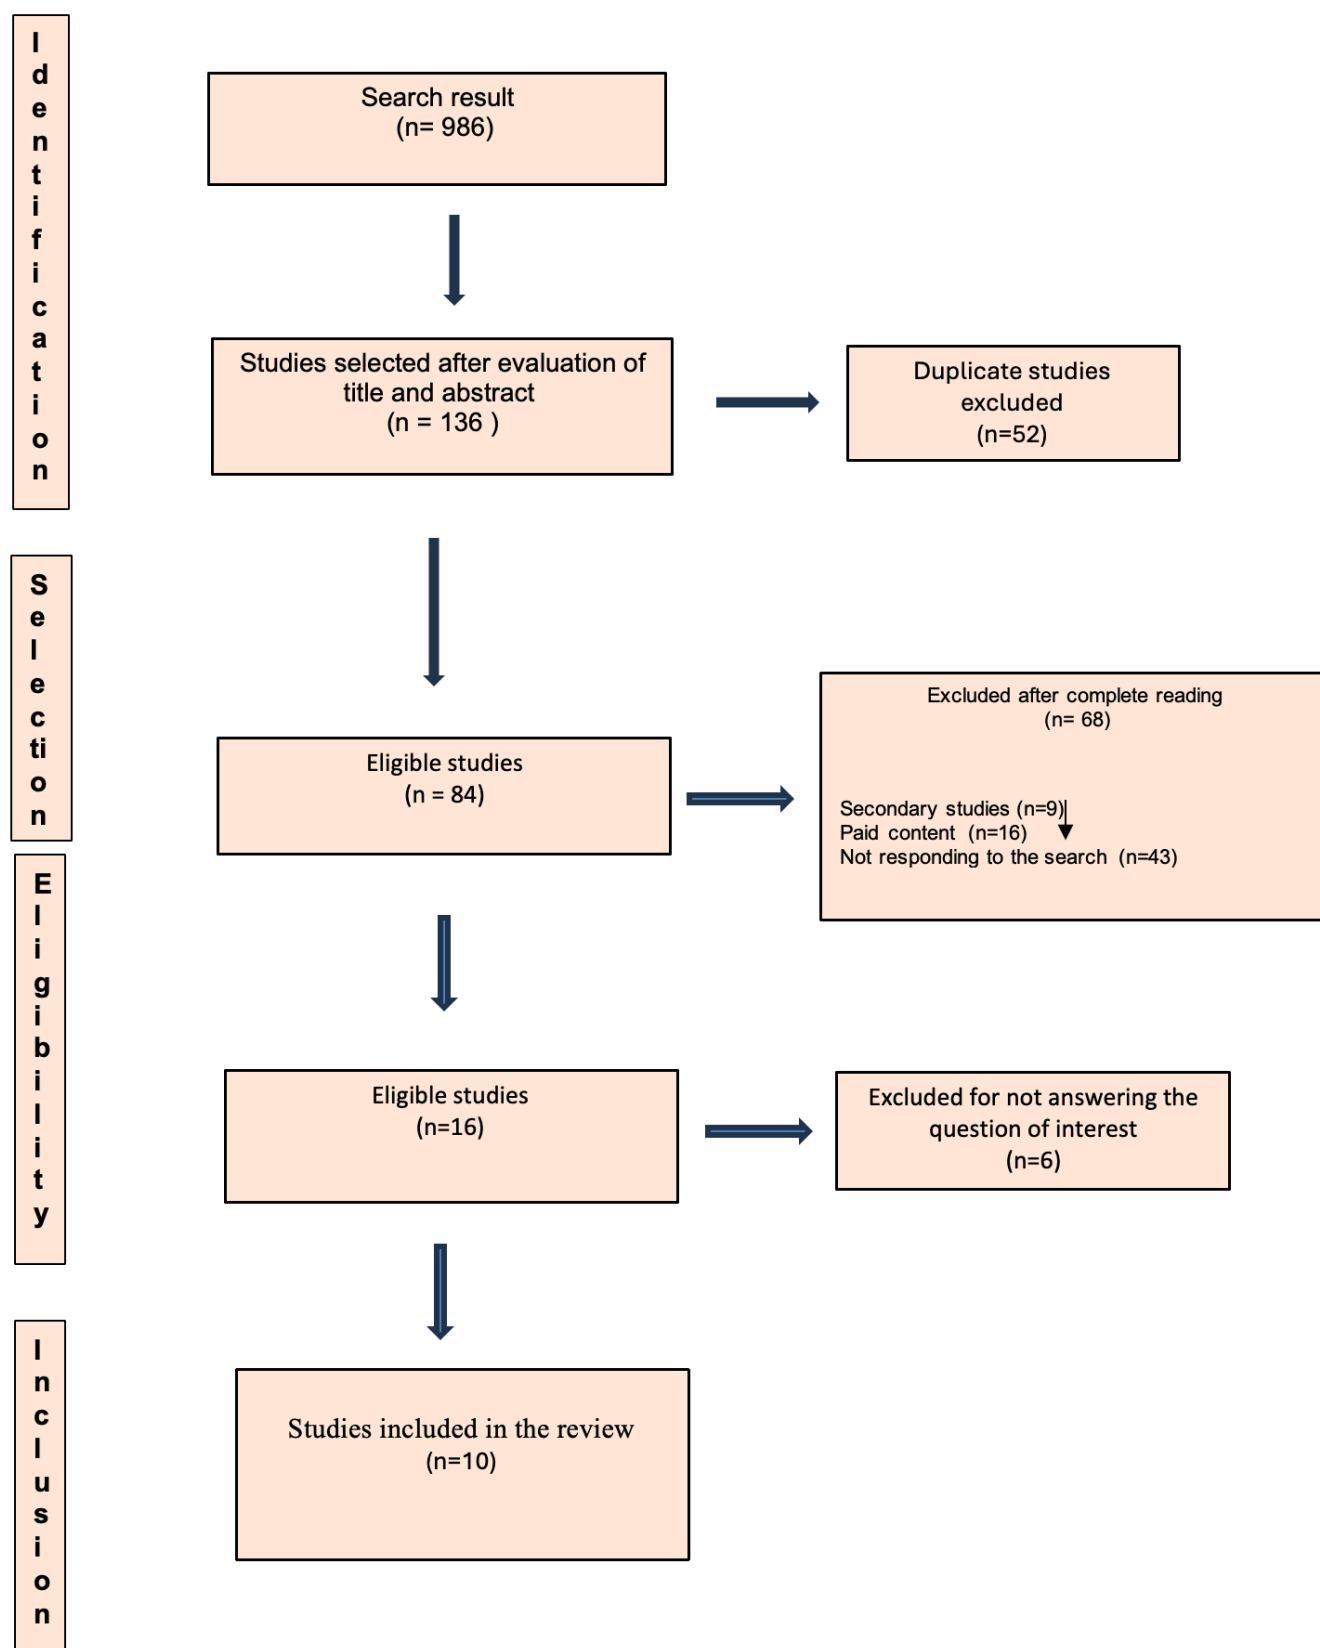 Identification
Search result
(n= 986)
Studies selected after evaluation of
title and abstract
(n = 136 )
Duplicate studies
excluded
(n=52)
Selection
Eligible studies
(n = 84)
Excluded after complete reading
(n= 68)
Secondary studies (n=9)
Paid content (n=16)
Not responding to the search (n=43)
Eligibility
Eligible studies
(n=16)
Excluded for not answering the
question of interest
(n=6)
Inclusion
Studies included in the review
(n=10)